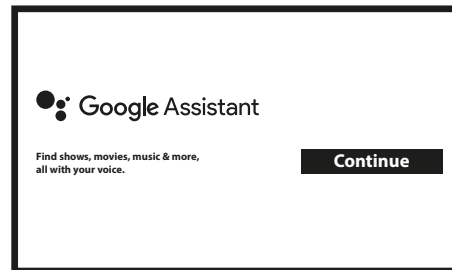 Google Assistant
Find shows, movies, music & more,
all with your voice.
Continue